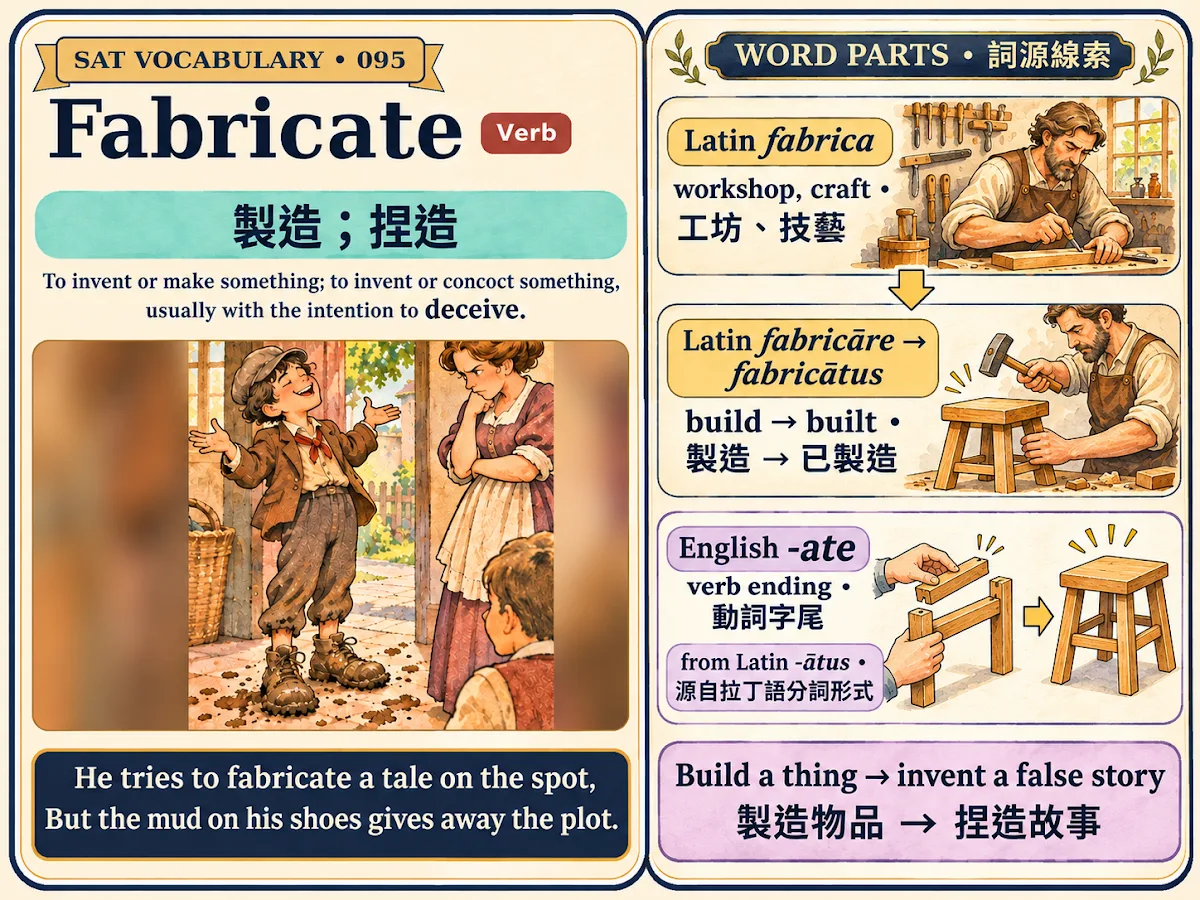 SAT VOCABULARY • 095
Fabricate
Verb
製造；捏造
To invent or make something; to invent or concoct something,
usually with the intention to deceive.
He tries to fabricate a tale on the spot,
But the mud on his shoes gives away the plot.
WORD PARTS • 詞源線索
Latin fabrica
workshop, craft •
工坊、技藝
Latin fabricāre →
fabricātus
build → built •
製造 → 已製造
English -ate
verb ending •
動詞字尾
from Latin -ātus •
源自拉丁語分詞形式
Build a thing → invent a false story
製造物品 → 捏造故事